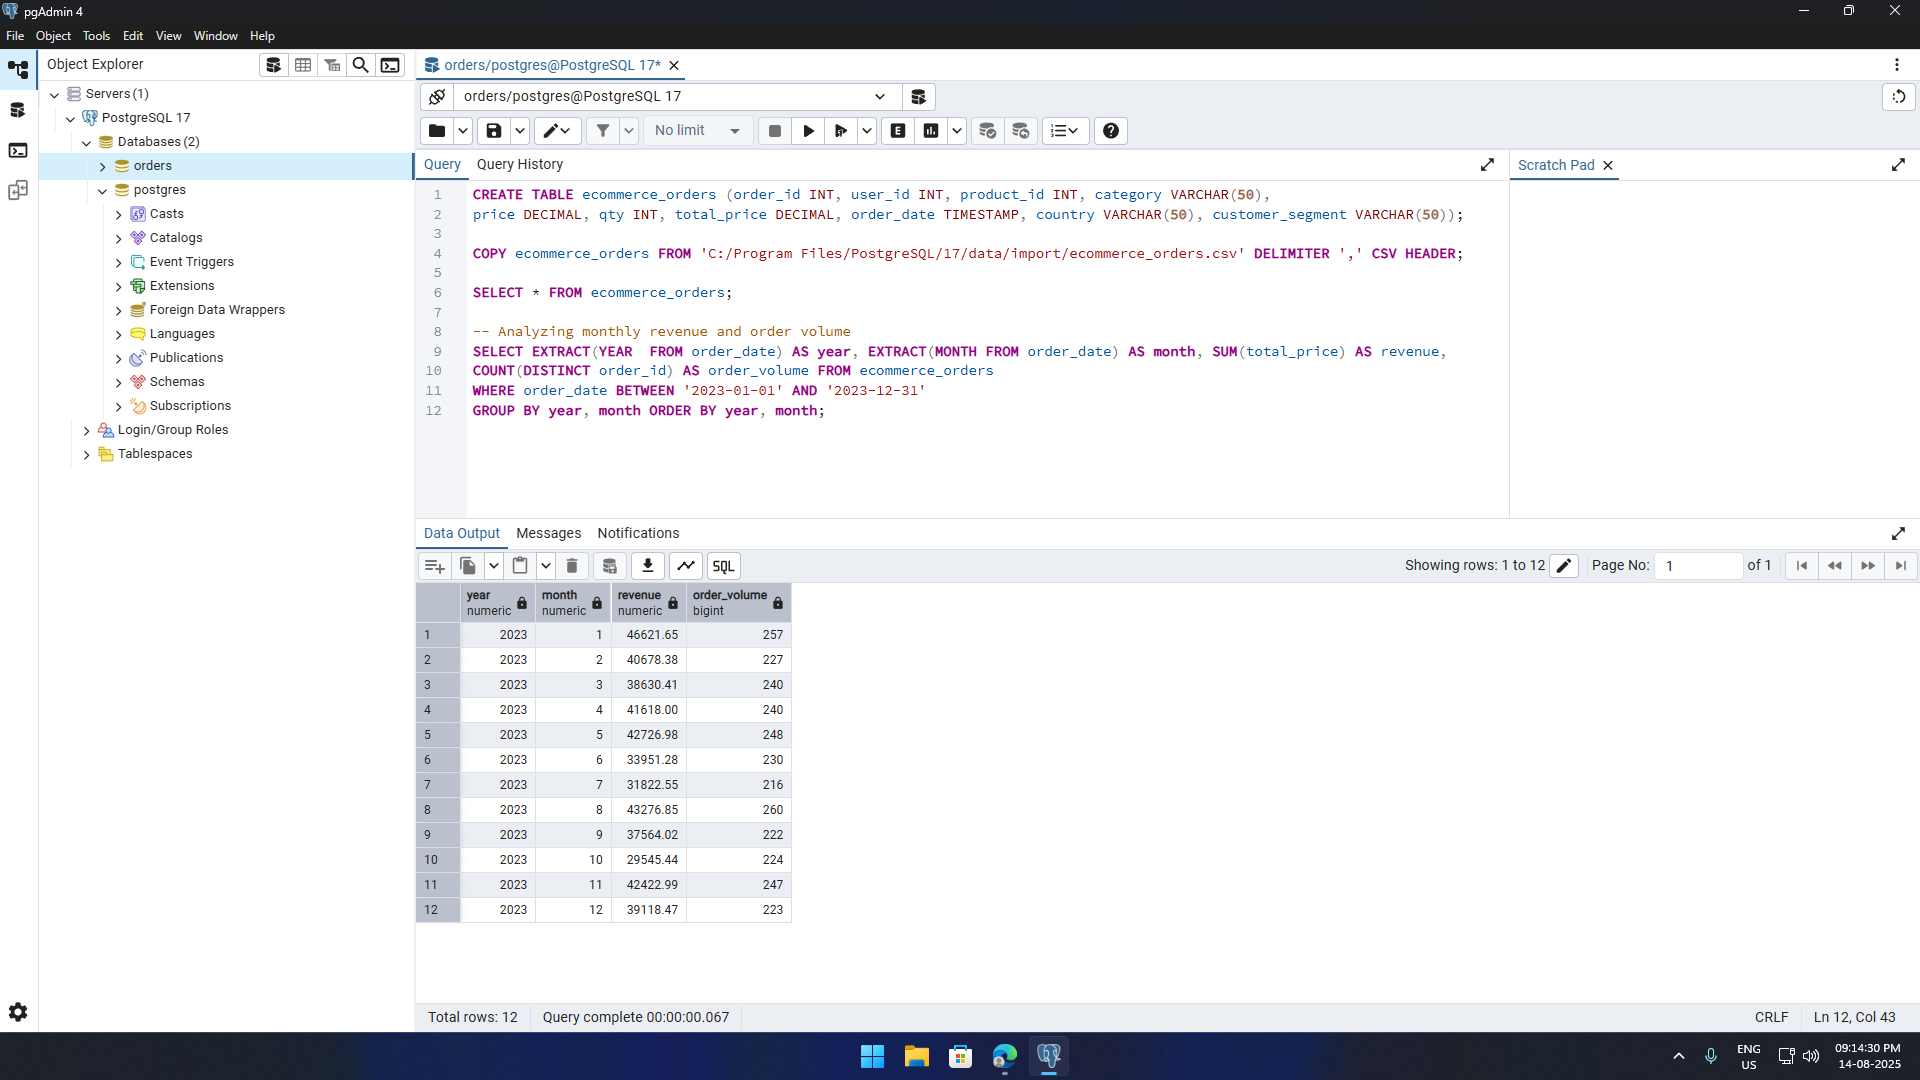 pgAdmin 4
File Object Tools Edit View Window Help
Object Explorer
Servers (1)
PostgreSQL 17
Databases (2)
orders
postgres
Casts
Catalogs
Event Triggers
Extensions
Foreign Data Wrappers
Languages
Publications
Schemas
Subscriptions
Login/Group Roles
Tablespaces
orders/postgres@PostgreSQL 17*
orders/postgres@PostgreSQL 17
No limit
E
Query Query History
Scratch Pad
1 CREATE TABLE ecommerce_orders (order_id INT, user_id INT, product_id INT, category VARCHAR(50),
2 price DECIMAL, qty INT, total_price DECIMAL, order_date TIMESTAMP, country VARCHAR(50), customer_segment VARCHAR(50));
3
4 COPY ecommerce_orders FROM 'C:/Program Files/PostgreSQL/17/data/import/ecommerce_orders.csv' DELIMITER ',' CSV HEADER;
5
6 SELECT * FROM ecommerce_orders;
7
8 -- Analyzing monthly revenue and order volume
9 SELECT EXTRACT(YEAR  FROM order_date) AS year, EXTRACT(MONTH FROM order_date) AS month, SUM(total_price) AS revenue,
10 COUNT(DISTINCT order_id) AS order_volume FROM ecommerce_orders
11 WHERE order_date BETWEEN '2023-01-01' AND '2023-12-31'
12 GROUP BY year, month ORDER BY year, month;
Data Output Messages Notifications
SQL
Showing rows: 1 to 12
Page No: 1 of 1
year month revenue order_volume
numeric numeric numeric bigint
1 2023 1 46621.65 257
2 2023 2 40678.38 227
3 2023 3 38630.41 240
4 2023 4 41618.00 240
5 2023 5 42726.98 248
6 2023 6 33951.28 230
7 2023 7 31822.55 216
8 2023 8 43276.85 260
9 2023 9 37564.02 222
10 2023 10 29545.44 224
11 2023 11 42422.99 247
12 2023 12 39118.47 223
Total rows: 12 Query complete 00:00:00.067
CRLF Ln 12, Col 43
ENG
US
09:14:30 PM
14-08-2025